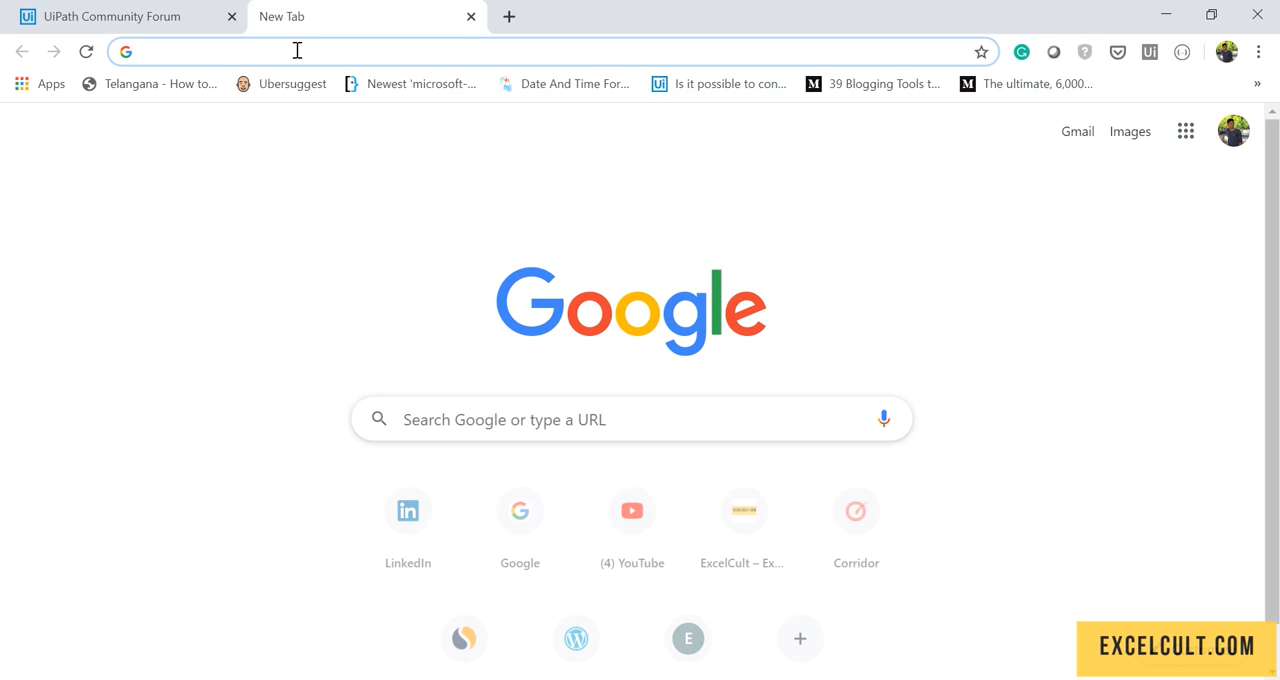 UiPath Community Forum
New Tab
Apps
Telangana - How to...
Ubersuggest
Newest 'microsoft-...
Date And Time For...
Is it possible to con...
39 Blogging Tools t...
The ultimate, 6,000...
»
Gmail
Images
Google
Search Google or type a URL
LinkedIn
Google
(4) YouTube
ExcelCult – Ex...
Corridor
E
EXCELCULT.COM